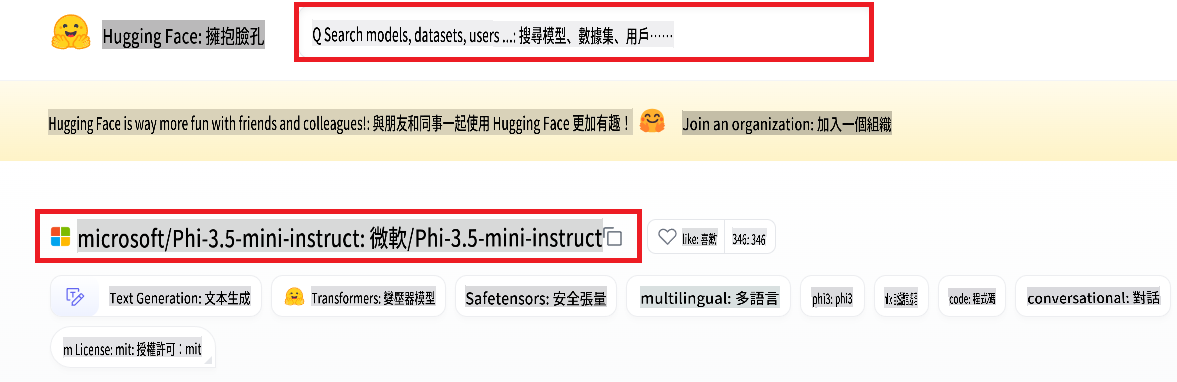 Hugging Face: 擁抱臉孔
Q Search models, datasets, users ...: 搜尋模型、數據集、用戶……
Hugging Face is way more fun with friends and colleagues!: 與朋友和同事一起使用 Hugging Face 更加有趣！
Join an organization: 加入一個組織
microsoft/Phi-3.5-mini-instruct: 微軟/Phi-3.5-mini-instruct
like: 喜歡
346: 346
Text Generation: 文本生成
Transformers: 變壓器模型
Safetensors: 安全張量
multilingual: 多語言
phi3: phi3
code: 程式碼
conversational: 對話
m License: mit: 授權許可：mit